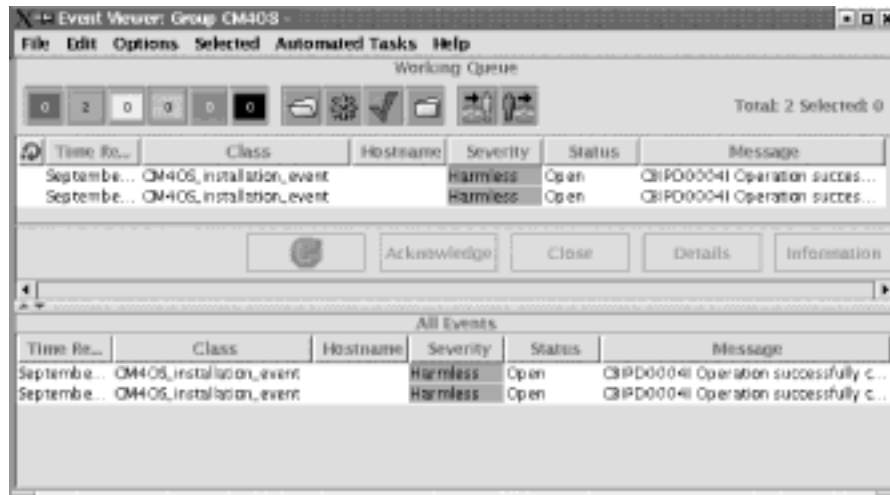 Event Viewer: Group CM4OS -
File Edit Options Selected Automated Tasks Help
Working Queue
0 2 0 0 0 0 Total: 2 Selected: 0
Time Re... Class Hostname Severity Status Message
Septembe... CM4OS_installation_event Harmless Open CBIPD0004I Operation succes...
Septembe... CM4OS_installation_event Harmless Open CBIPD0004I Operation succes...
Acknowledge Close Details Information
All Events
Time Re... Class Hostname Severity Status Message
Septembe... CM4OS_installation_event Harmless Open CBIPD0004I Operation successfully c...
Septembe... CM4OS_installation_event Harmless Open CBIPD0004I Operation successfully c...